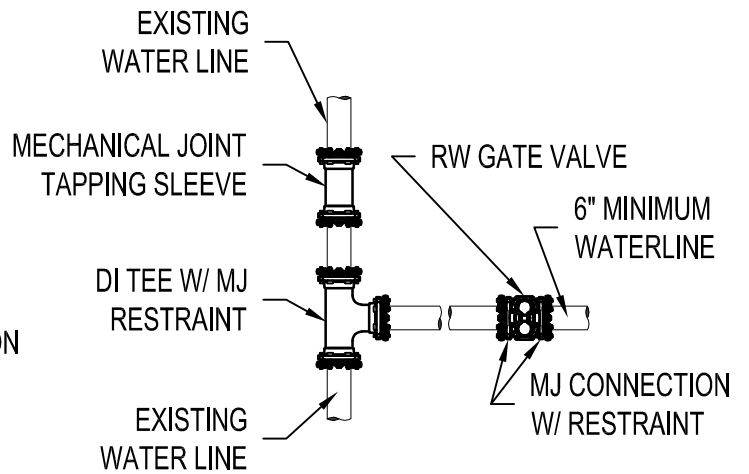 EXISTING
WATER LINE
MECHANICAL JOINT
TAPPING SLEEVE
RW GATE VALVE
6" MINIMUM
WATERLINE
DI TEE W/ MJ
RESTRAINT
ON
MJ CONNECTION
W/ RESTRAINT
EXISTING
WATER LINE